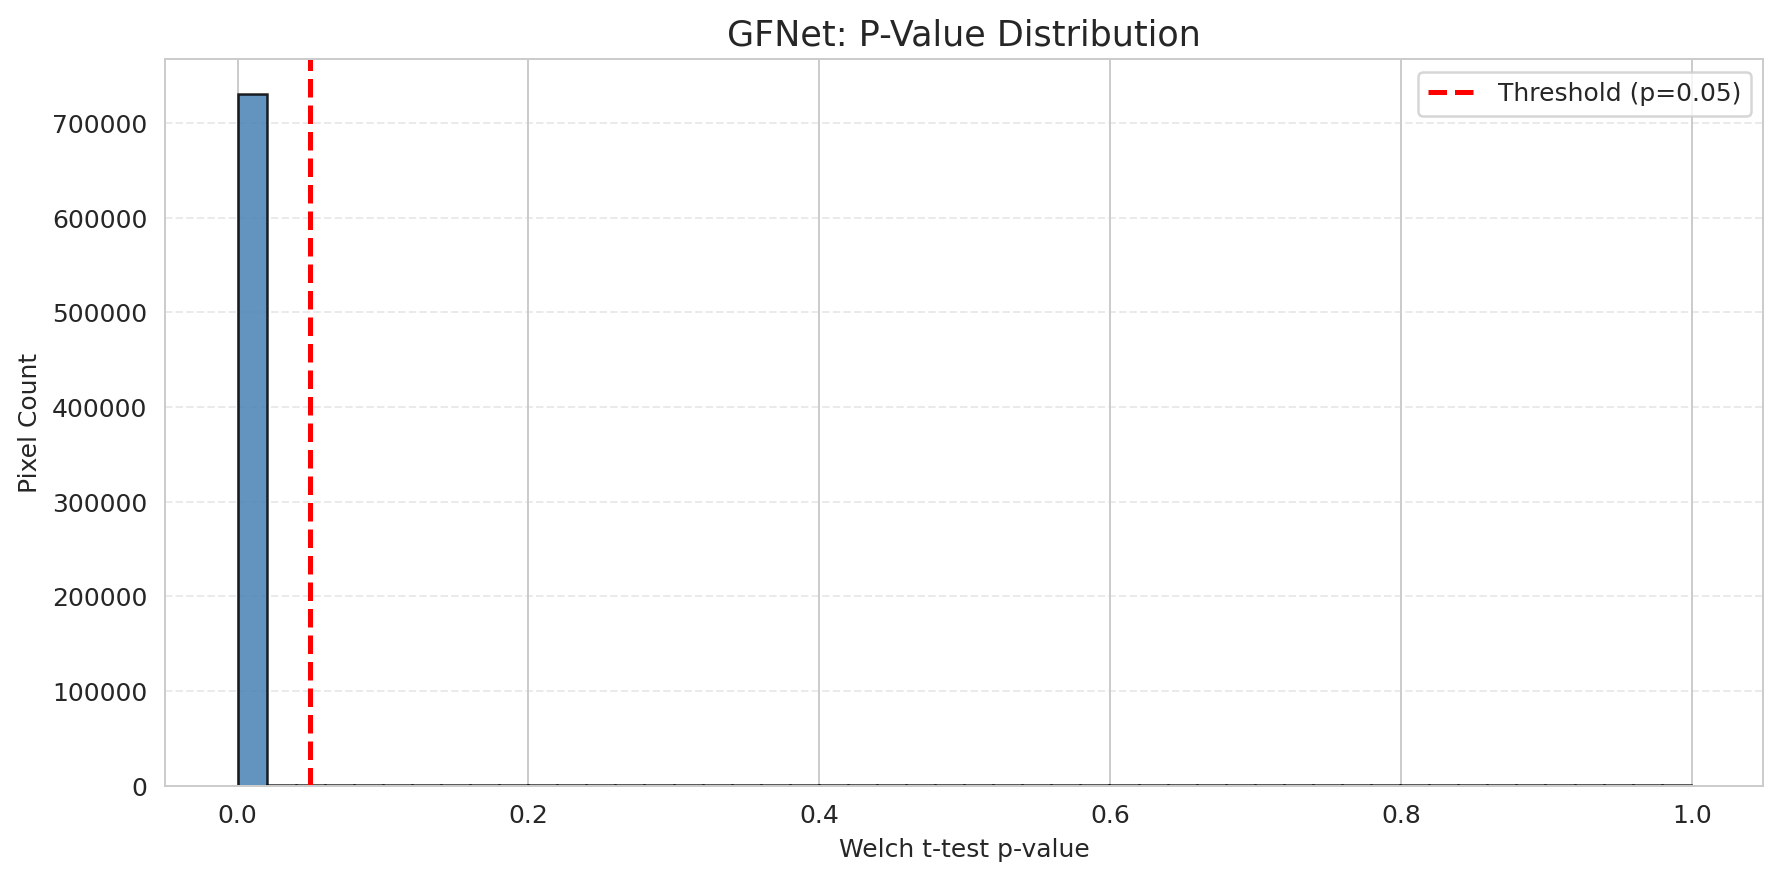 GFNet: P-Value Distribution
Threshold (p=0.05)
Pixel Count
700000
600000
500000
400000
300000
200000
100000
0
0.0 0.2 0.4 0.6 0.8 1.0
Welch t-test p-value